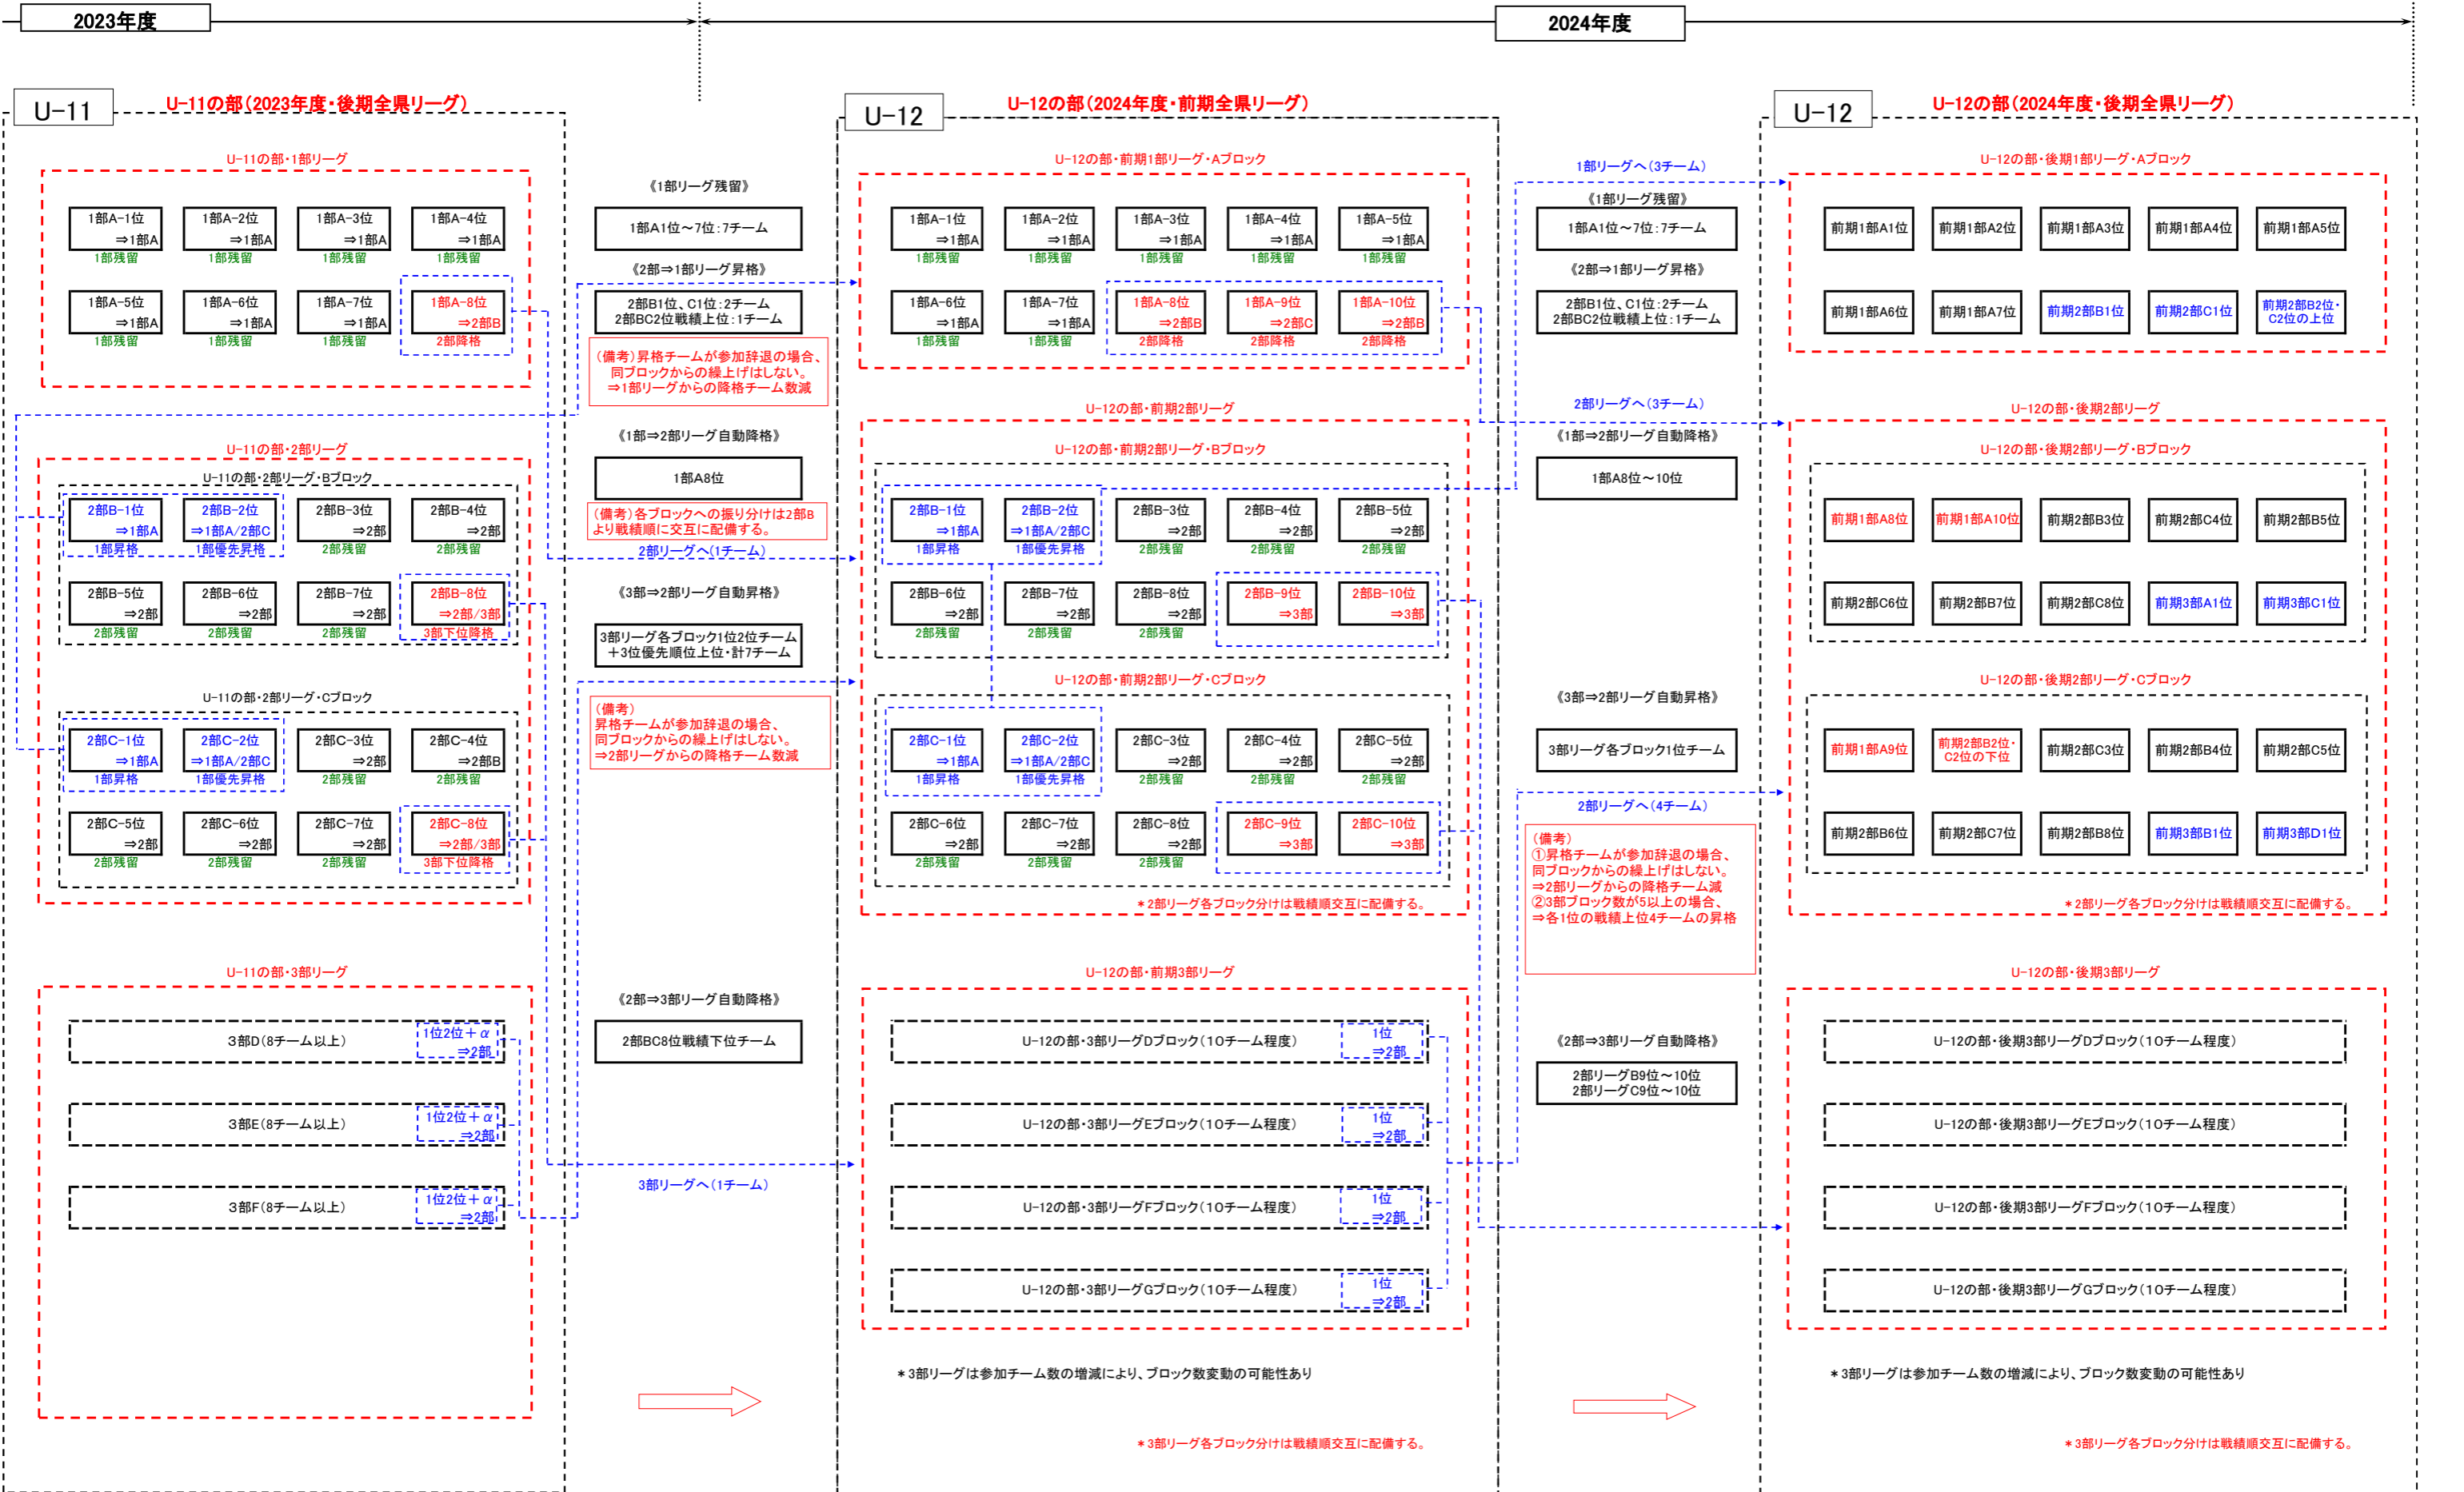 2023年度
2024年度
U-11
U-11の部(2023年度・後期全県リーグ)
U-11の部・1部リーグ
1部A-1位
⇒1部A
1部残留
1部A-2位
⇒1部A
1部残留
1部A-3位
⇒1部A
1部残留
1部A-4位
⇒1部A
1部残留
1部A-5位
⇒1部A
1部残留
1部A-6位
⇒1部A
1部残留
1部A-7位
⇒1部A
1部残留
1部A-8位
⇒2部B
2部降格
U-11の部・2部リーグ
U-11の部・2部リーグ・Bブロック
2部B-1位
⇒1部A
1部昇格
2部B-2位
⇒1部A/2部C
1部優先昇格
2部B-3位
⇒2部
2部残留
2部B-4位
⇒2部
2部残留
2部B-5位
⇒2部
2部残留
2部B-6位
⇒2部
2部残留
2部B-7位
⇒2部
2部残留
2部B-8位
⇒2部/3部
3部下位降格
U-11の部・2部リーグ・Cブロック
2部C-1位
⇒1部A
1部昇格
2部C-2位
⇒1部A/2部C
1部優先昇格
2部C-3位
⇒2部
2部残留
2部C-4位
⇒2部B
2部残留
2部C-5位
⇒2部
2部残留
2部C-6位
⇒2部
2部残留
2部C-7位
⇒2部
2部残留
2部C-8位
⇒2部/3部
3部下位降格
U-11の部・3部リーグ
3部D(8チーム以上)
1位2位+α
⇒2部
3部E(8チーム以上)
1位2位+α
⇒2部
3部F(8チーム以上)
1位2位+α
⇒2部
《1部リーグ残留》
1部A1位~7位:7チーム
《2部⇒1部リーグ昇格》
2部B1位、C1位:2チーム
2部BC2位戦績上位:1チーム
(備考)昇格チームが参加辞退の場合、
同ブロックからの繰上げはしない。
⇒1部リーグからの降格チーム数減
《1部⇒2部リーグ自動降格》
1部A8位
(備考)各ブロックへの振り分けは2部B
より戦績順に交互に配備する。
2部リーグへ(1チーム)
《3部⇒2部リーグ自動昇格》
3部リーグ各ブロック1位2位チーム
+3位優先順位上位・計7チーム
(備考)
昇格チームが参加辞退の場合、
同ブロックからの繰上げはしない。
⇒2部リーグからの降格チーム数減
《2部⇒3部リーグ自動降格》
2部BC8位戦績下位チーム
3部リーグへ(1チーム)
U-12
U-12の部(2024年度・前期全県リーグ)
U-12の部・前期1部リーグ・Aブロック
1部A-1位
⇒1部A
1部残留
1部A-2位
⇒1部A
1部残留
1部A-3位
⇒1部A
1部残留
1部A-4位
⇒1部A
1部残留
1部A-5位
⇒1部A
1部残留
1部A-6位
⇒1部A
1部残留
1部A-7位
⇒1部A
1部残留
1部A-8位
⇒2部B
2部降格
1部A-9位
⇒2部C
2部降格
1部A-10位
⇒2部B
2部降格
U-12の部・前期2部リーグ
U-12の部・前期2部リーグ・Bブロック
2部B-1位
⇒1部A
1部昇格
2部B-2位
⇒1部A/2部C
1部優先昇格
2部B-3位
⇒2部
2部残留
2部B-4位
⇒2部
2部残留
2部B-5位
⇒2部
2部残留
2部B-6位
⇒2部
2部残留
2部B-7位
⇒2部
2部残留
2部B-8位
⇒2部
2部残留
2部B-9位
⇒3部
2部B-10位
⇒3部
U-12の部・前期2部リーグ・Cブロック
2部C-1位
⇒1部A
1部昇格
2部C-2位
⇒1部A/2部C
1部優先昇格
2部C-3位
⇒2部
2部残留
2部C-4位
⇒2部
2部残留
2部C-5位
⇒2部
2部残留
2部C-6位
⇒2部
2部残留
2部C-7位
⇒2部
2部残留
2部C-8位
⇒2部
2部残留
2部C-9位
⇒3部
2部C-10位
⇒3部
*2部リーグ各ブロック分けは戦績順交互に配備する。
U-12の部・前期3部リーグ
U-12の部・3部リーグDブロック(10チーム程度)
1位
⇒2部
U-12の部・3部リーグEブロック(10チーム程度)
1位
⇒2部
U-12の部・3部リーグFブロック(10チーム程度)
1位
⇒2部
U-12の部・3部リーグGブロック(10チーム程度)
1位
⇒2部
*3部リーグは参加チーム数の増減により、ブロック数変動の可能性あり
*3部リーグ各ブロック分けは戦績順交互に配備する。
1部リーグへ(3チーム)
《1部リーグ残留》
1部A1位~7位:7チーム
《2部⇒1部リーグ昇格》
2部B1位、C1位:2チーム
2部BC2位戦績上位:1チーム
2部リーグへ(3チーム)
《1部⇒2部リーグ自動降格》
1部A8位~10位
《3部⇒2部リーグ自動昇格》
3部リーグ各ブロック1位チーム
2部リーグへ(4チーム)
(備考)
①昇格チームが参加辞退の場合、
同ブロックからの繰上げはしない。
⇒2部リーグからの降格チーム減
②3部ブロック数が5以上の場合、
⇒各1位の戦績上位4チームの昇格
《2部⇒3部リーグ自動降格》
2部リーグB9位~10位
2部リーグC9位~10位
U-12
U-12の部(2024年度・後期全県リーグ)
U-12の部・後期1部リーグ・Aブロック
前期1部A1位
前期1部A2位
前期1部A3位
前期1部A4位
前期1部A5位
前期1部A6位
前期1部A7位
前期2部B1位
前期2部C1位
前期2部B2位・
C2位の上位
U-12の部・後期2部リーグ
U-12の部・後期2部リーグ・Bブロック
前期1部A8位
前期1部A10位
前期2部B3位
前期2部C4位
前期2部B5位
前期2部C6位
前期2部B7位
前期2部C8位
前期3部A1位
前期3部C1位
U-12の部・後期2部リーグ・Cブロック
前期1部A9位
前期2部B2位・
C2位の下位
前期2部C3位
前期2部B4位
前期2部C5位
前期2部B6位
前期2部C7位
前期2部B8位
前期3部B1位
前期3部D1位
*2部リーグ各ブロック分けは戦績順交互に配備する。
U-12の部・後期3部リーグ
U-12の部・後期3部リーグDブロック(10チーム程度)
U-12の部・後期3部リーグEブロック(10チーム程度)
U-12の部・後期3部リーグFブロック(10チーム程度)
U-12の部・後期3部リーグGブロック(10チーム程度)
*3部リーグは参加チーム数の増減により、ブロック数変動の可能性あり
*3部リーグ各ブロック分けは戦績順交互に配備する。